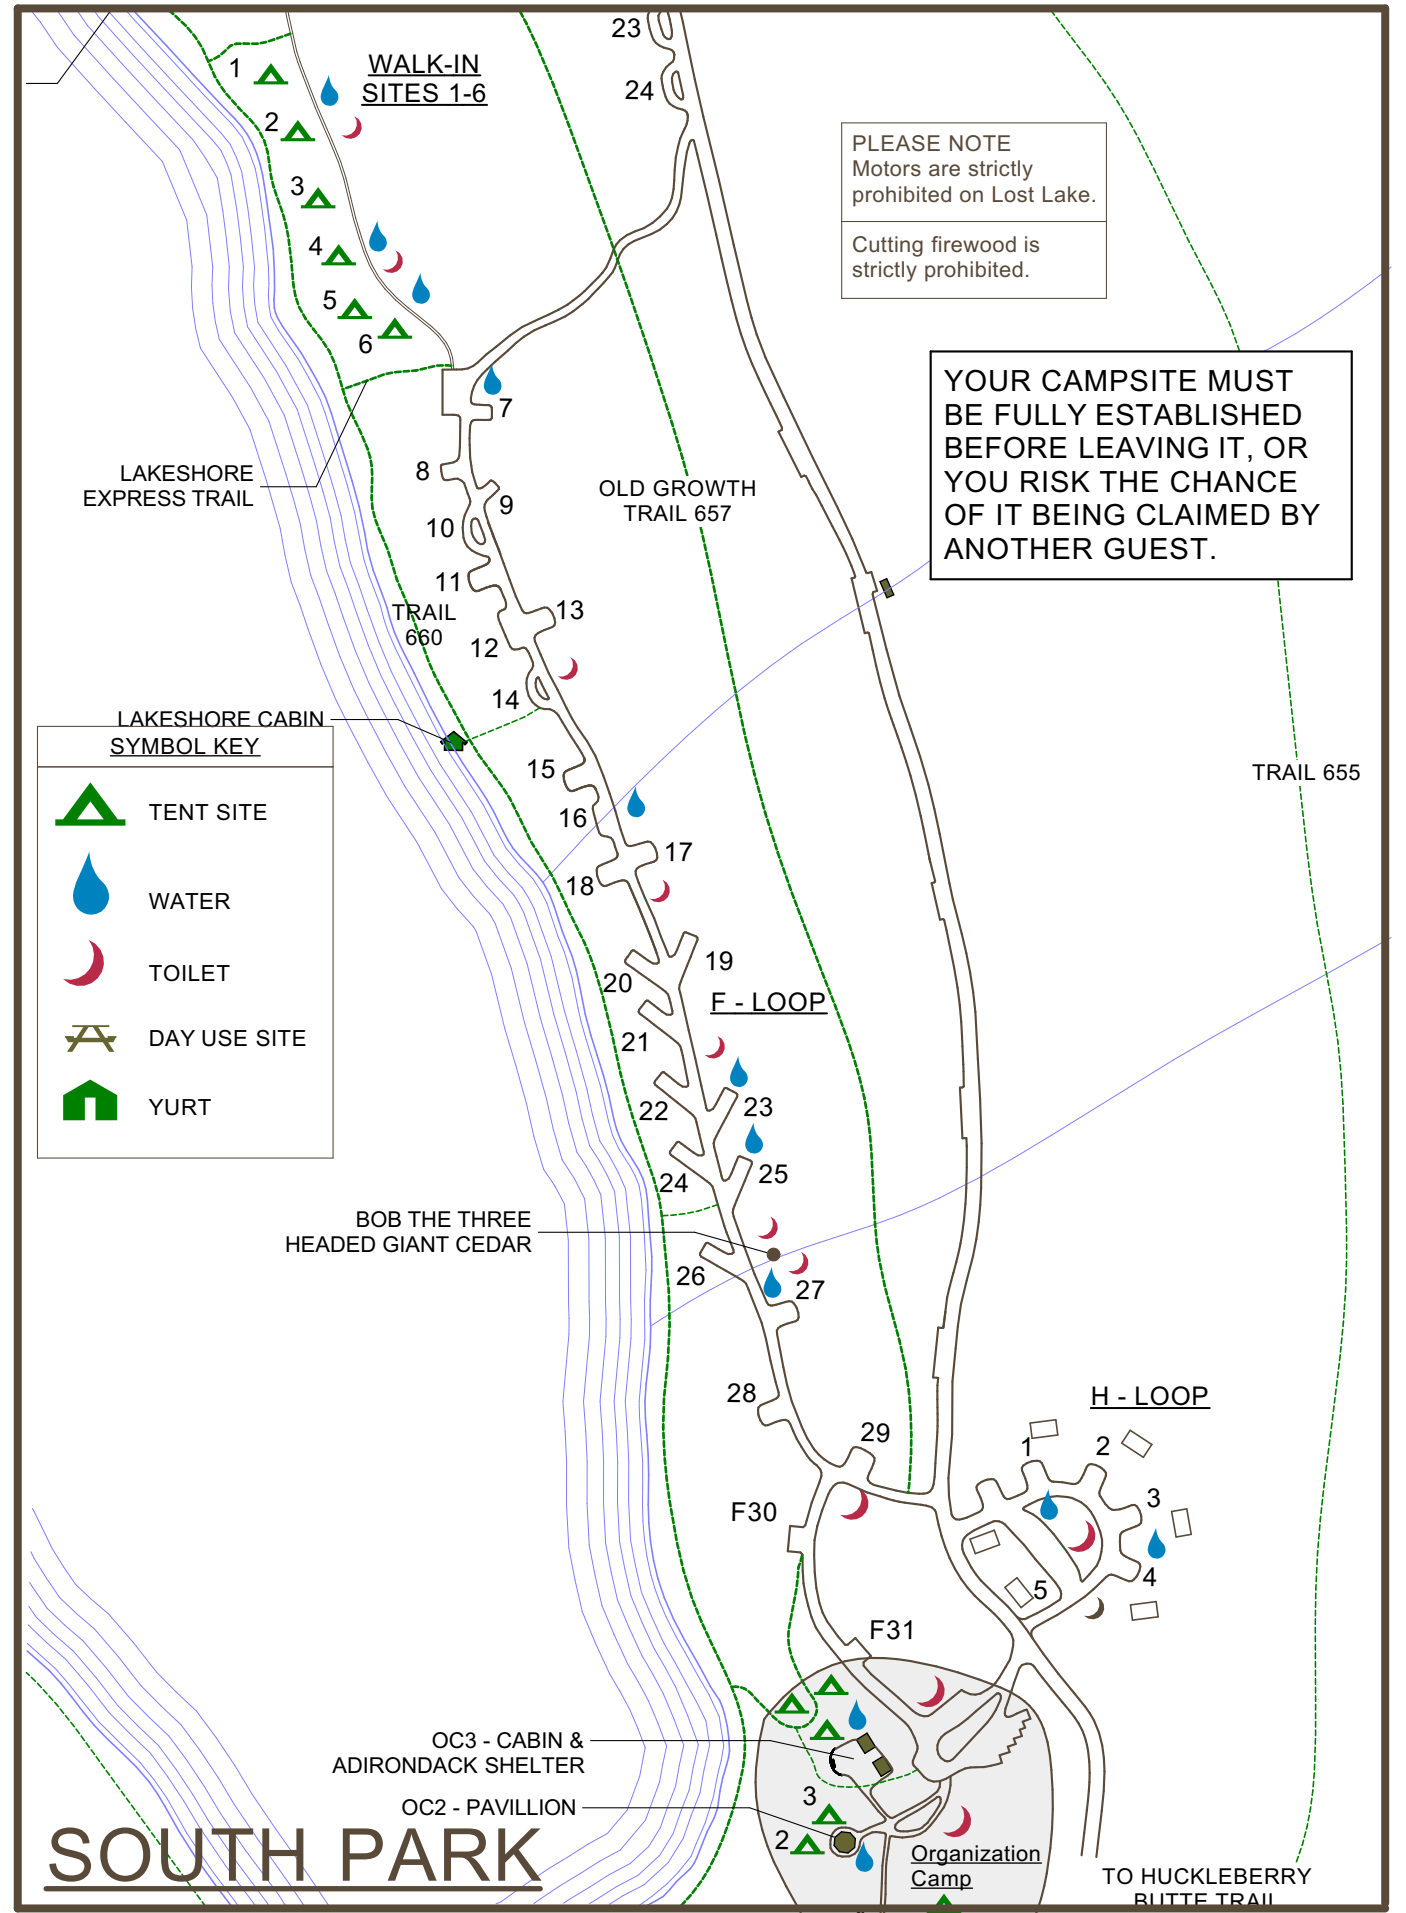 23
24
WALK-IN
SITES 1-6
1
2
3
4
5
6
PLEASE NOTE
Motors are strictly
prohibited on Lost Lake.
Cutting firewood is
strictly prohibited.
YOUR CAMPSITE MUST
BE FULLY ESTABLISHED
BEFORE LEAVING IT, OR
YOU RISK THE CHANCE
OF IT BEING CLAIMED BY
ANOTHER GUEST.
7
8
9
10
11
12
13
14
LAKESHORE
EXPRESS TRAIL
OLD GROWTH
TRAIL 657
TRAIL
660
LAKESHORE CABIN
SYMBOL KEY
TENT SITE
WATER
TOILET
DAY USE SITE
YURT
TRAIL 655
15
16
17
18
19
20
F - LOOP
21
22
23
24
25
BOB THE THREE
HEADED GIANT CEDAR
26
27
28
29
H - LOOP
1
2
3
4
5
F30
F31
OC3 - CABIN &
ADIRONDACK SHELTER
OC2 - PAVILLION
3
2
Organization
Camp
SOUTH PARK
TO HUCKLEBERRY
BUTTE TRAIL